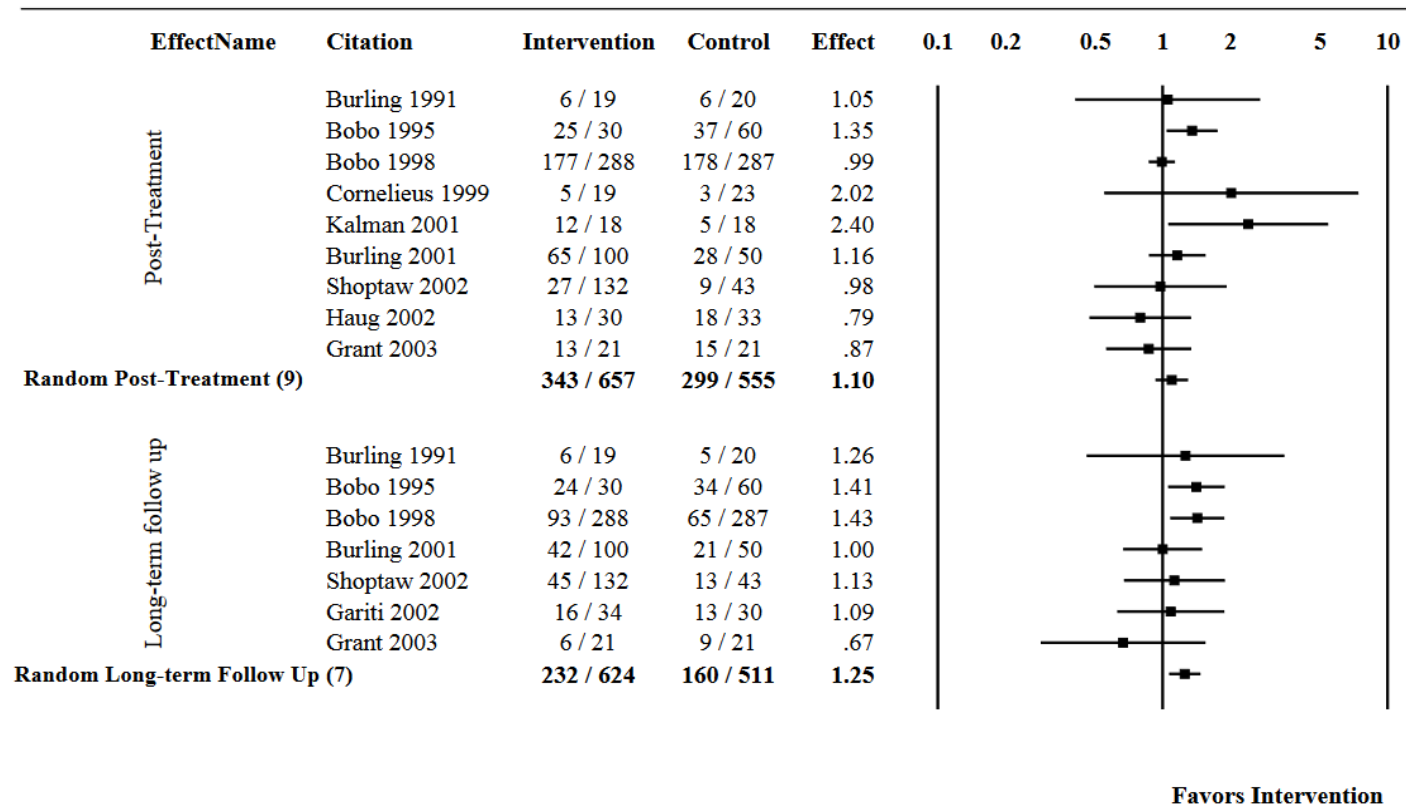 EffectName Citation Intervention Control Effect 0.1 0.2 0.5 1 2 5 10
Post-Treatment
Burling 1991 6 / 19 6 / 20 1.05
Bobo 1995 25 / 30 37 / 60 1.35
Bobo 1998 177 / 288 178 / 287 .99
Cornelieus 1999 5 / 19 3 / 23 2.02
Kalman 2001 12 / 18 5 / 18 2.40
Burling 2001 65 / 100 28 / 50 1.16
Shoptaw 2002 27 / 132 9 / 43 .98
Haug 2002 13 / 30 18 / 33 .79
Grant 2003 13 / 21 15 / 21 .87
Random Post-Treatment (9) 343 / 657 299 / 555 1.10
Long-term follow up
Burling 1991 6 / 19 5 / 20 1.26
Bobo 1995 24 / 30 34 / 60 1.41
Bobo 1998 93 / 288 65 / 287 1.43
Burling 2001 42 / 100 21 / 50 1.00
Shoptaw 2002 45 / 132 13 / 43 1.13
Gariti 2002 16 / 34 13 / 30 1.09
Grant 2003 6 / 21 9 / 21 .67
Random Long-term Follow Up (7) 232 / 624 160 / 511 1.25
Favors Intervention